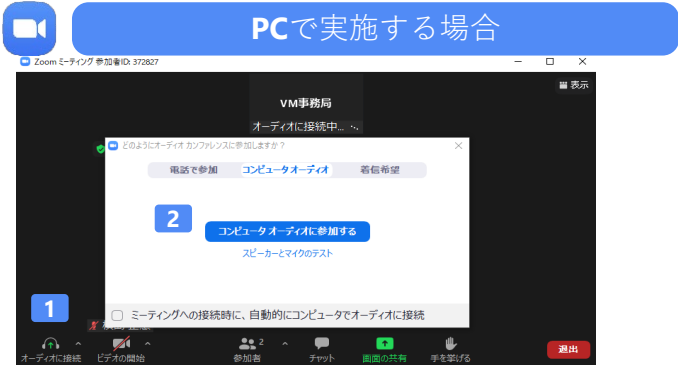 PCで実施する場合
Zoom ミーティング 参加者ID: 372827
表示
VM事務局
オーディオに接続中...
どのようにオーディオ カンファレンスに参加しますか？
電話で参加 コンピュータ オーディオ 着信希望
2
コンピュータ オーディオに参加する
スピーカーとマイクのテスト
1
ミーティングへの接続時に、自動的にコンピュータでオーディオに接続
オーディオに接続 ビデオの開始 参加者 2 チャット 画面の共有 手を挙げる 退出